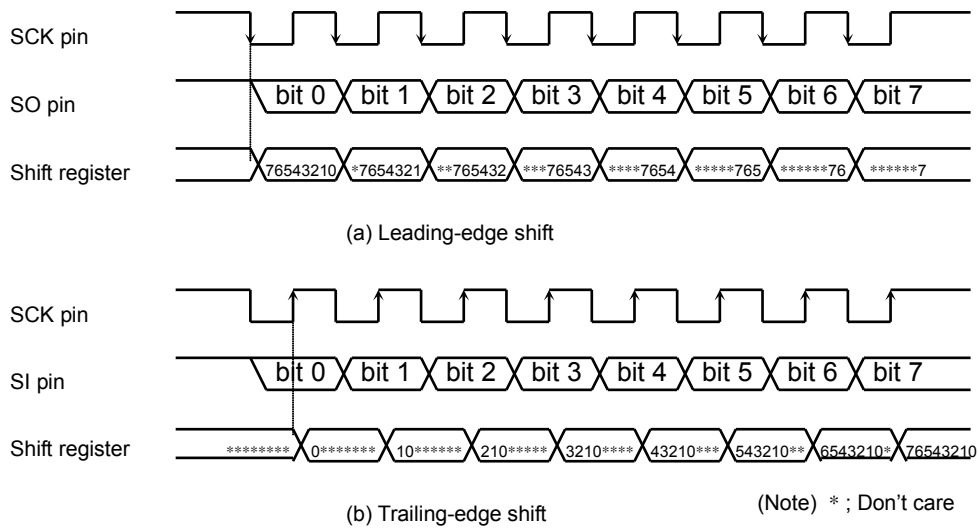 SCK pin
SO pin
bit 0 bit 1 bit 2 bit 3 bit 4 bit 5 bit 6 bit 7
Shift register
76543210 *7654321 **765432 ***76543 ****7654 *****765 ******76 ******7
(a) Leading-edge shift
SCK pin
SI pin
bit 0 bit 1 bit 2 bit 3 bit 4 bit 5 bit 6 bit 7
Shift register
******** 0******* 10****** 210***** 3210**** 43210*** 543210** 6543210* 76543210
(b) Trailing-edge shift
(Note) * ; Don't care